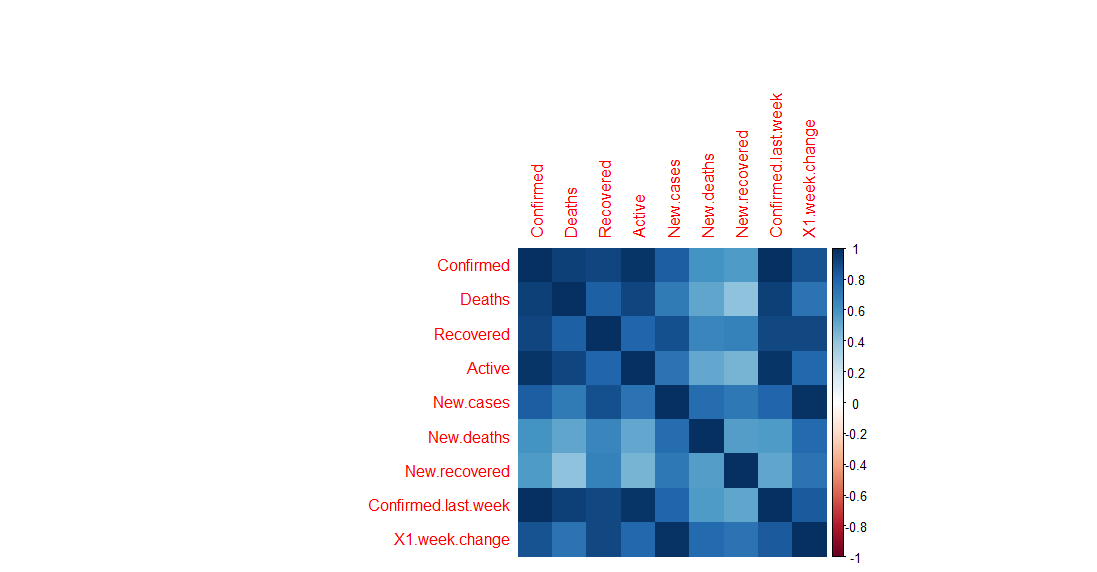 Confirmed
Deaths
Recovered
Active
New.cases
New.deaths
New.recovered
Confirmed.last.week
X1.week.change
Confirmed
Deaths
Recovered
Active
New.cases
New.deaths
New.recovered
Confirmed.last.week
X1.week.change
1
0.8
0.6
0.4
0.2
0
-0.2
-0.4
-0.6
-0.8
-1